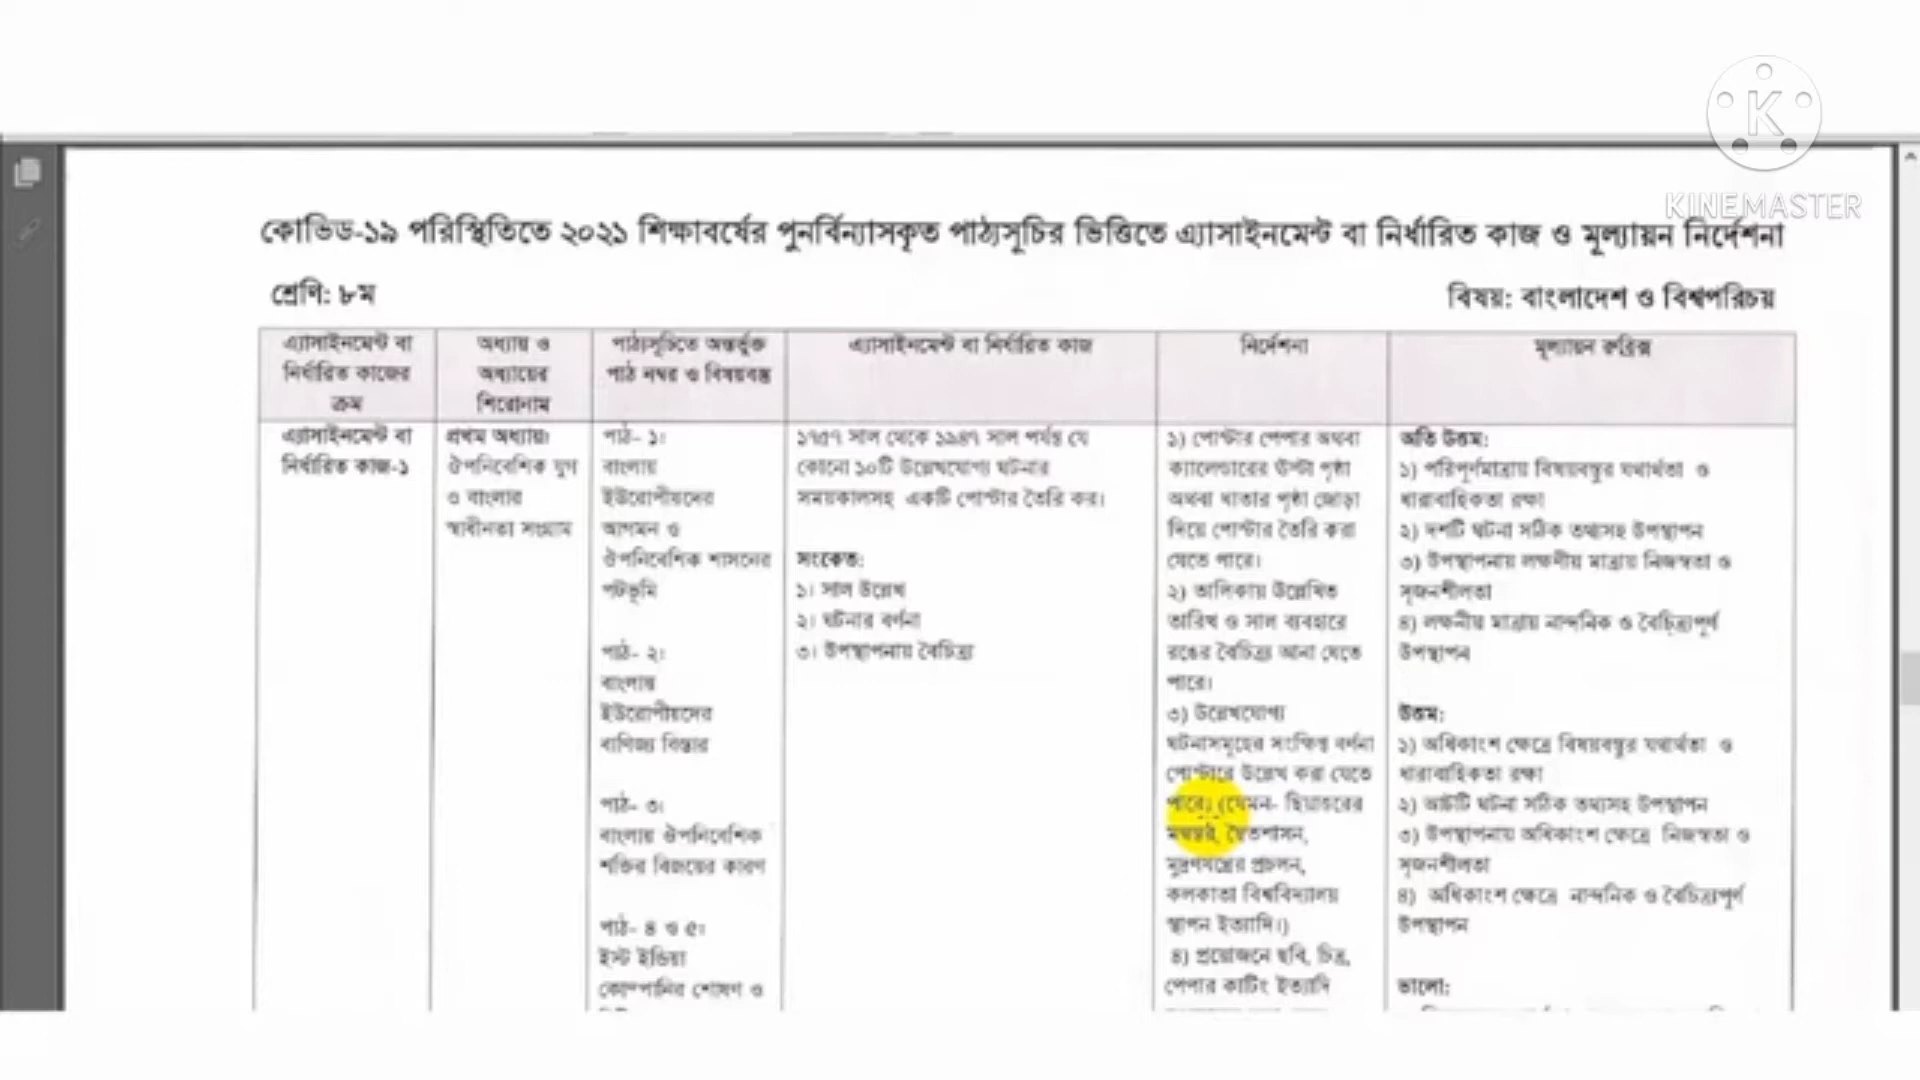 KINEMASTER
কোভিড-১৯ পরিস্থিতিতে ২০২১ শিক্ষাবর্ষের পুনর্বিন্যাসকৃত পাঠ্যসূচির ভিত্তিতে এ্যাসাইনমেন্ট বা নির্ধারিত কাজ ও মূল্যায়ন নির্দেশনা
শ্রেণি: ৮ম
বিষয়: বাংলাদেশ ও বিশ্বপরিচয়
এ্যাসাইনমেন্ট বা
নির্ধারিত কাজের
ক্রম
অধ্যায় ও
অধ্যায়ের
শিরোনাম
পাঠ্যসূচিতে অন্তর্ভুক্ত
পাঠ নম্বর ও বিষয়বস্তু
এ্যাসাইনমেন্ট বা নির্ধারিত কাজ
নির্দেশনা
মূল্যায়ন রুব্রিক্স
এ্যাসাইনমেন্ট বা
নির্ধারিত কাজ-১
প্রথম অধ্যায়:
ঔপনিবেশিক যুগ
ও বাংলার
স্বাধীনতা সংগ্রাম
পাঠ- ১:
বাংলায়
ইউরোপীয়দের
আগমন ও
ঔপনিবেশিক শাসনের
পটভূমি
পাঠ- ২:
বাংলায়
ইউরোপীয়দের
বাণিজ্য বিস্তার
পাঠ- ৩:
বাংলায় ঔপনিবেশিক
শক্তির বিজয়ের কারণ
পাঠ- ৪ ও ৫:
ইস্ট ইন্ডিয়া
কোম্পানির শোষণ ও
১৭৫৭ সাল থেকে ১৯৪৭ সাল পর্যন্ত যে
কোনো ১০টি উল্লেখযোগ্য ঘটনার
সময়কালসহ একটি পোস্টার তৈরি কর।
সংকেত:
১। সাল উল্লেখ
২। ঘটনার বর্ণনা
৩। উপস্থাপনায় বৈচিত্র্য
১) পোস্টার পেপার অথবা
ক্যালেন্ডারের উল্টা পৃষ্ঠা
অথবা খাতার পৃষ্ঠা জোড়া
দিয়ে পোস্টার তৈরি করা
যেতে পারে।
২) তালিকায় উল্লেখিত
তারিখ ও সাল ব্যবহারে
রঙের বৈচিত্র্য আনা যেতে
পারে।
৩) উল্লেখযোগ্য
ঘটনাসমূহের সংক্ষিপ্ত বর্ণনা
পোস্টারে উল্লেখ করা যেতে
পারে। (যেমন- ছিয়াত্তরের
মন্বন্তর, দ্বৈতশাসন,
মুদ্রণযন্ত্রের প্রচলন,
কলকাতা বিশ্ববিদ্যালয়
স্থাপন ইত্যাদি।)
৪) প্রয়োজনে ছবি, চিত্র,
পেপার কাটিং ইত্যাদি
অতি উত্তম:
১) পরিপূর্ণমাত্রায় বিষয়বস্তুর যথার্থতা ও
ধারাবাহিকতা রক্ষা
২) দশটি ঘটনা সঠিক তথ্যসহ উপস্থাপন
৩) উপস্থাপনায় লক্ষনীয় মাত্রায় নিজস্বতা ও
সৃজনশীলতা
৪) লক্ষনীয় মাত্রায় নান্দনিক ও বৈচিত্র্যপূর্ণ
উপস্থাপন
উত্তম:
১) অধিকাংশ ক্ষেত্রে বিষয়বস্তুর যথার্থতা ও
ধারাবাহিকতা রক্ষা
২) আটটি ঘটনা সঠিক তথ্যসহ উপস্থাপন
৩) উপস্থাপনায় অধিকাংশ ক্ষেত্রে নিজস্বতা ও
সৃজনশীলতা
৪) অধিকাংশ ক্ষেত্রে নান্দনিক ও বৈচিত্র্যপূর্ণ
উপস্থাপন
ভালো: